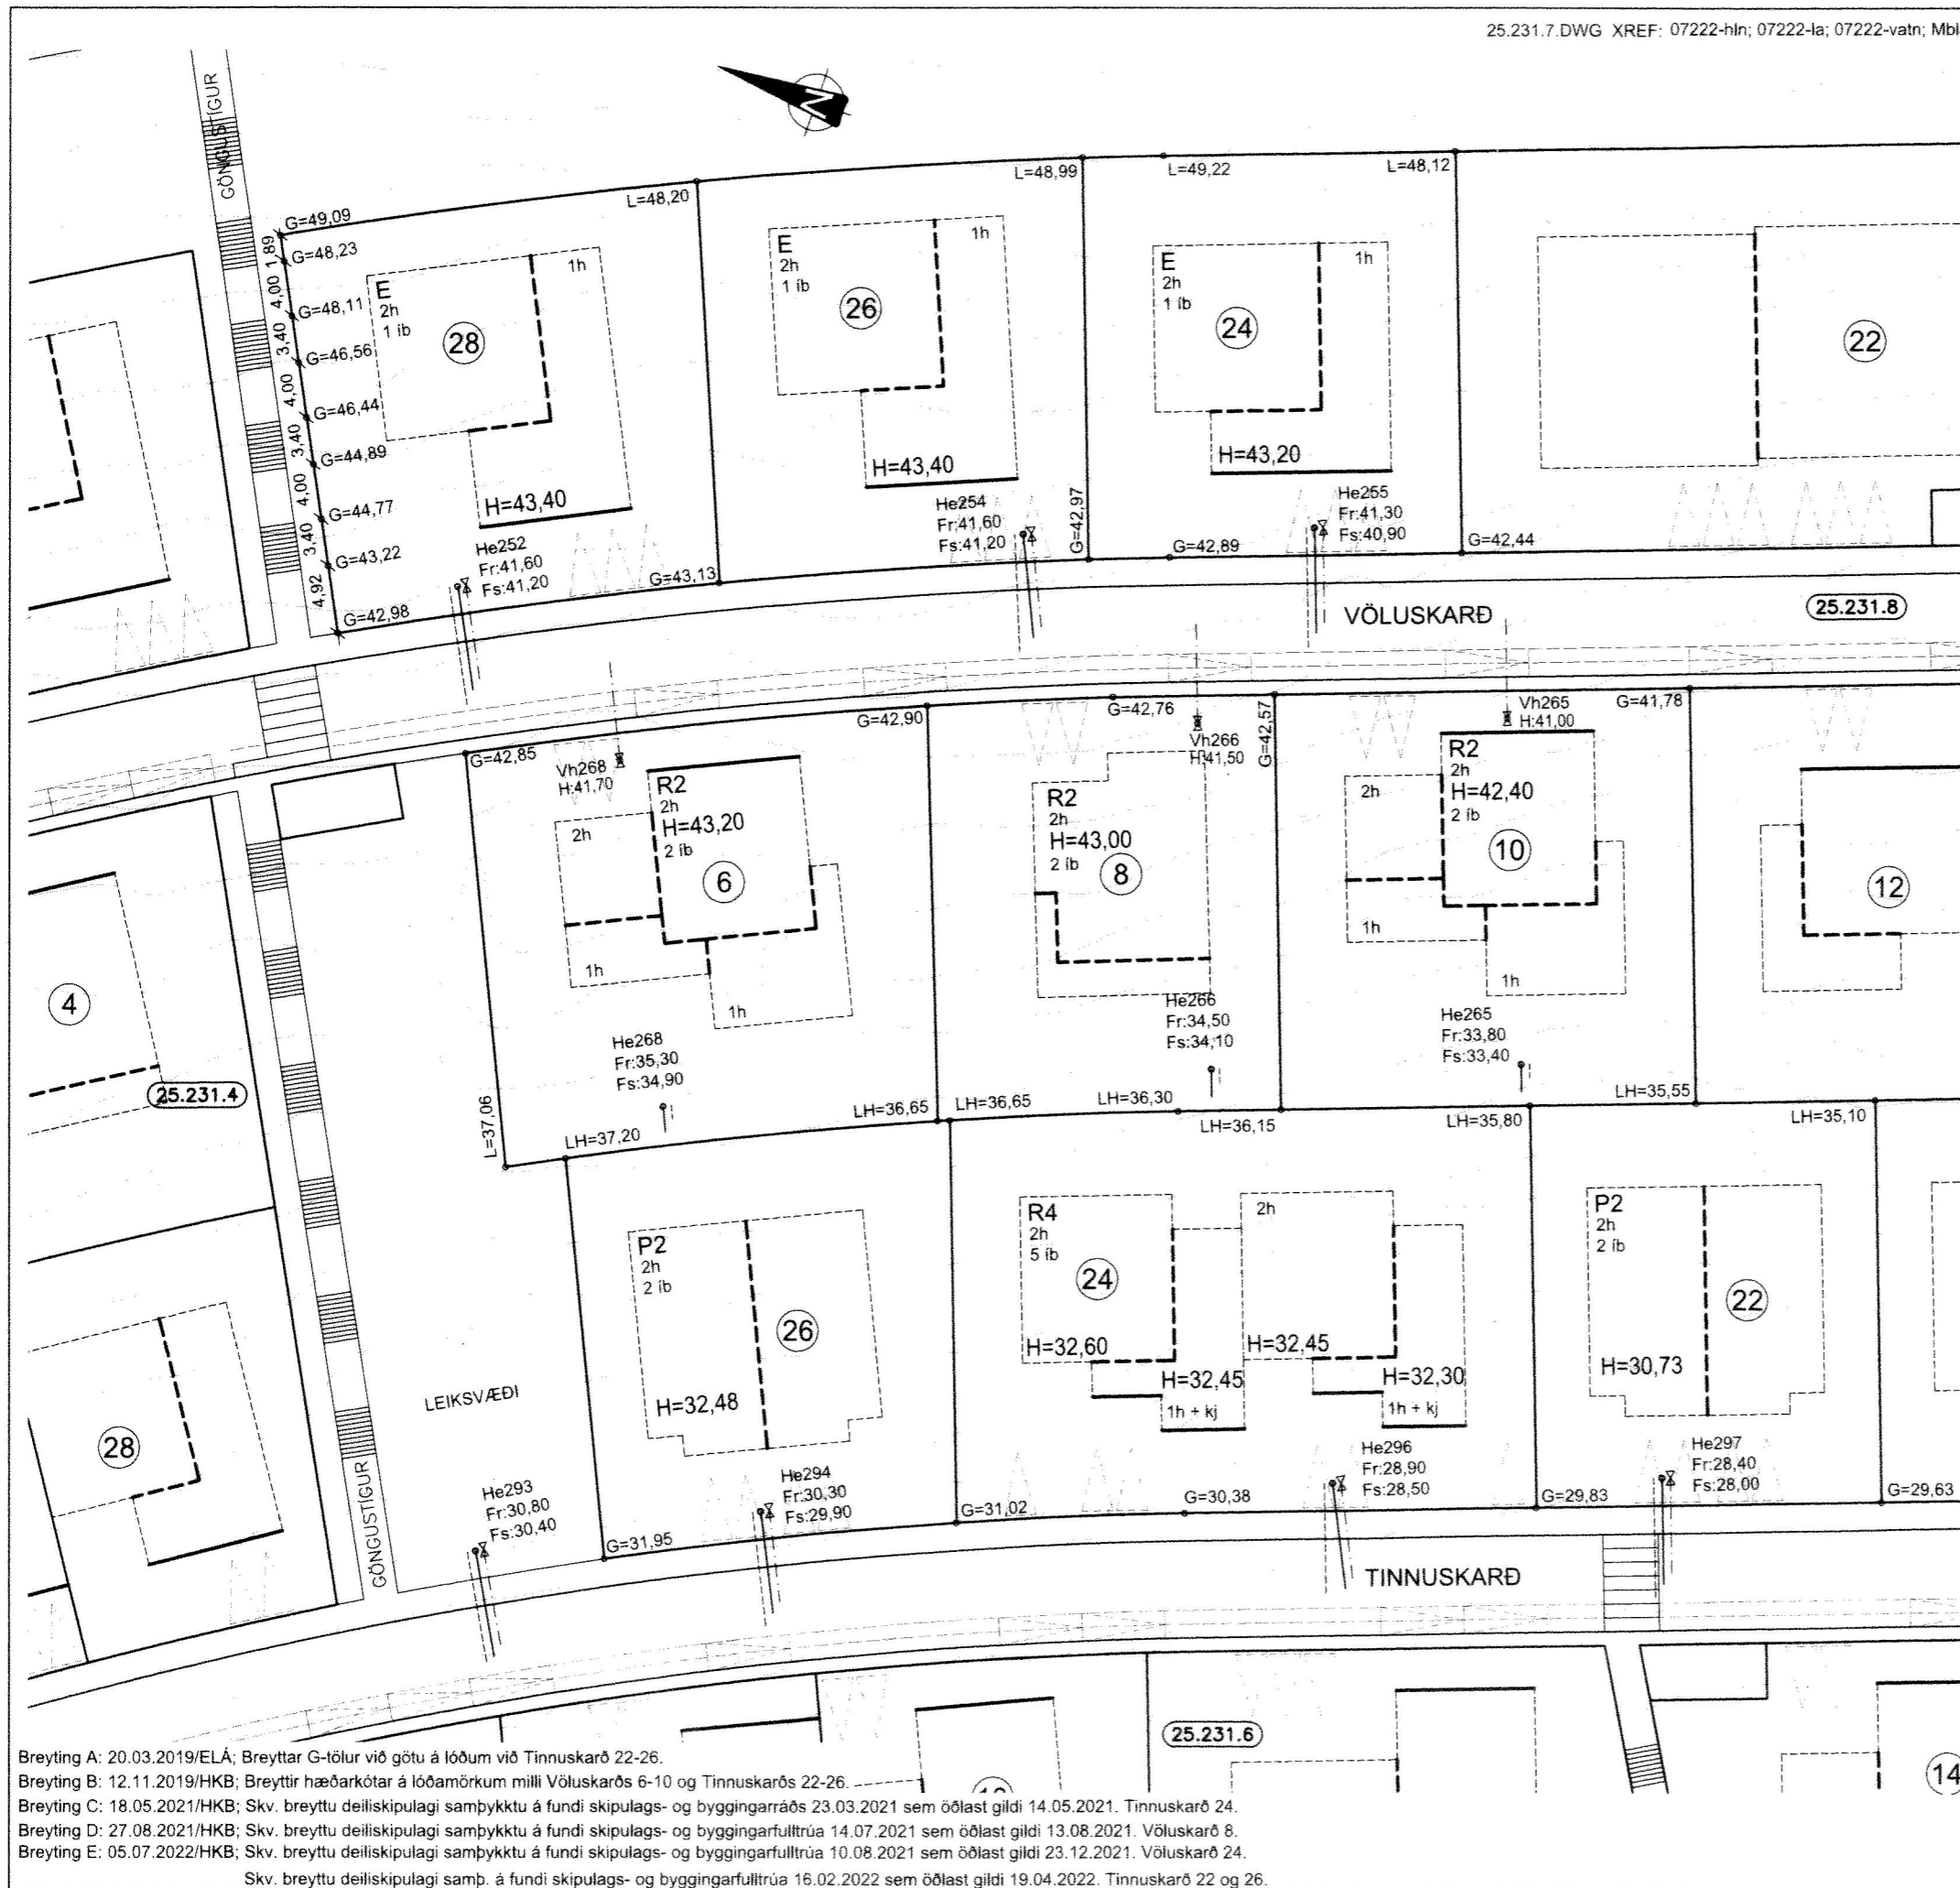 25.231.7.DWG XREF: 07222-hln; 07222-la; 07222-vatn; Mbl
GÖNGUSTÍGUR
N
L=48,20
L=48,99
L=49,22
L=48,12
G=49,09
G=48,23
G=48,11
G=46,56
G=46,44
G=44,89
G=44,77
G=43,22
G=42,98
1,89
4,00
3,40
4,00
3,40
4,00
3,40
4,92
E
2h
1 íb
1h
28
H=43,40
He252
Fr:41,60
Fs:41,20
G=43,13
E
2h
1 íb
1h
26
H=43,40
He254
Fr:41,60
Fs:41,20
G=42,97
E
2h
1 íb
1h
24
H=43,20
He255
Fr:41,30
Fs:40,90
G=42,89
G=42,44
22
VÖLUSKARÐ
25.231.8
G=42,85
G=42,90
G=42,76
G=42,57
G=41,78
Vh268
H:41,70
R2
2h
H=43,20
2 íb
6
2h
1h
1h
He268
Fr:35,30
Fs:34,90
Vh266
H:41,50
R2
2h
H=43,00
2 íb
8
He266
Fr:34,50
Fs:34,10
Vh265
H:41,00
R2
2h
H=42,40
2 íb
10
2h
1h
1h
He265
Fr:33,80
Fs:33,40
12
4
25.231.4
L=37,06
LH=37,20
LH=36,65
LH=36,65
LH=36,30
LH=36,15
LH=35,80
LH=35,55
LH=35,10
P2
2h
2 íb
26
H=32,48
R4
2h
5 íb
24
H=32,60
H=32,45
1h + kj
2h
H=32,45
H=32,30
1h + kj
P2
2h
2 íb
22
H=30,73
LEIKSVÆÐI
GÖNGUSTÍGUR
28
He293
Fr:30,80
Fs:30,40
He294
Fr:30,30
Fs:29,90
He296
Fr:28,90
Fs:28,50
He297
Fr:28,40
Fs:28,00
G=31,95
G=31,02
G=30,38
G=29,83
G=29,63
TINNUSKARÐ
25.231.6
14
Breyting A: 20.03.2019/ELÁ; Breyttar G-tölur við götu á lóðum við Tinnuskarð 22-26.
Breyting B: 12.11.2019/HKB; Breyttir hæðarkótar á lóðamörkum milli Völuskarðs 6-10 og Tinnuskarðs 22-26.
Breyting C: 18.05.2021/HKB; Skv. breyttu deiliskipulagi samþykktu á fundi skipulags- og byggingarráðs 23.03.2021 sem öðlast gildi 14.05.2021. Tinnuskarð 24.
Breyting D: 27.08.2021/HKB; Skv. breyttu deiliskipulagi samþykktu á fundi skipulags- og byggingarfulltrúa 14.07.2021 sem öðlast gildi 13.08.2021. Völuskarð 8.
Breyting E: 05.07.2022/HKB; Skv. breyttu deiliskipulagi samþykktu á fundi skipulags- og byggingarfulltrúa 10.08.2021 sem öðlast gildi 23.12.2021. Völuskarð 24.
Skv. breyttu deiliskipulagi samþ. á fundi skipulags- og byggingarfulltrúa 16.02.2022 sem öðlast gildi 19.04.2022. Tinnuskarð 22 og 26.